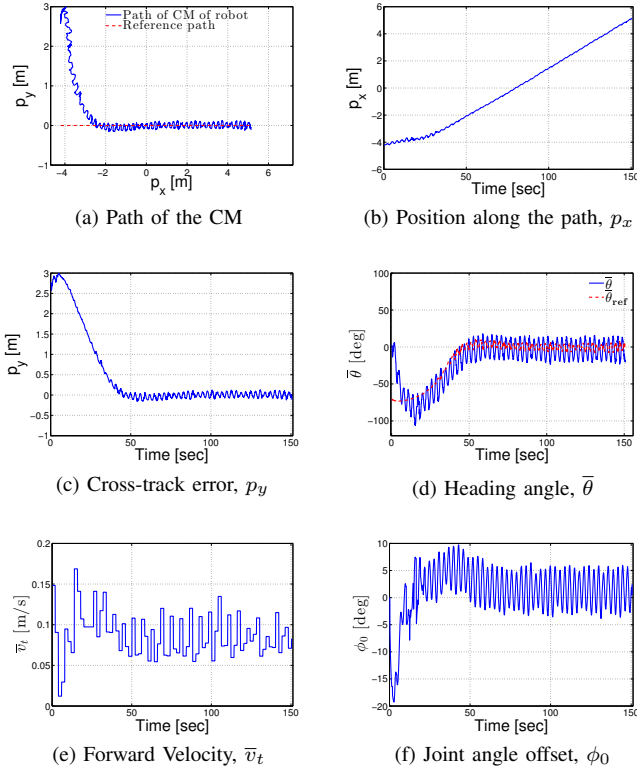 3
2
1
0
−1
−4
−2
0
2
4
6
p_y [m]
p_x [m]
Path of CM of robot
Reference path
(a) Path of the CM
6
4
2
0
−2
−4
−6
0
50
100
150
p_x [m]
Time [sec]
(b) Position along the path, p_x
3
2.5
2
1.5
1
0.5
0
−0.5
−1
0
50
100
150
p_y [m]
Time [sec]
(c) Cross-track error, p_y
100
50
0
−50
−100
0
50
100
150
θ̅ [deg]
Time [sec]
θ̅
θ̅_ref
(d) Heading angle, θ̅
0.2
0.15
0.1
0.05
0
0
50
100
150
v̅_t [m/s]
Time [sec]
(e) Forward Velocity, v̅_t
10
5
0
−5
−10
−15
−20
0
50
100
150
ϕ_0 [deg]
Time [sec]
(f) Joint angle offset, ϕ_0